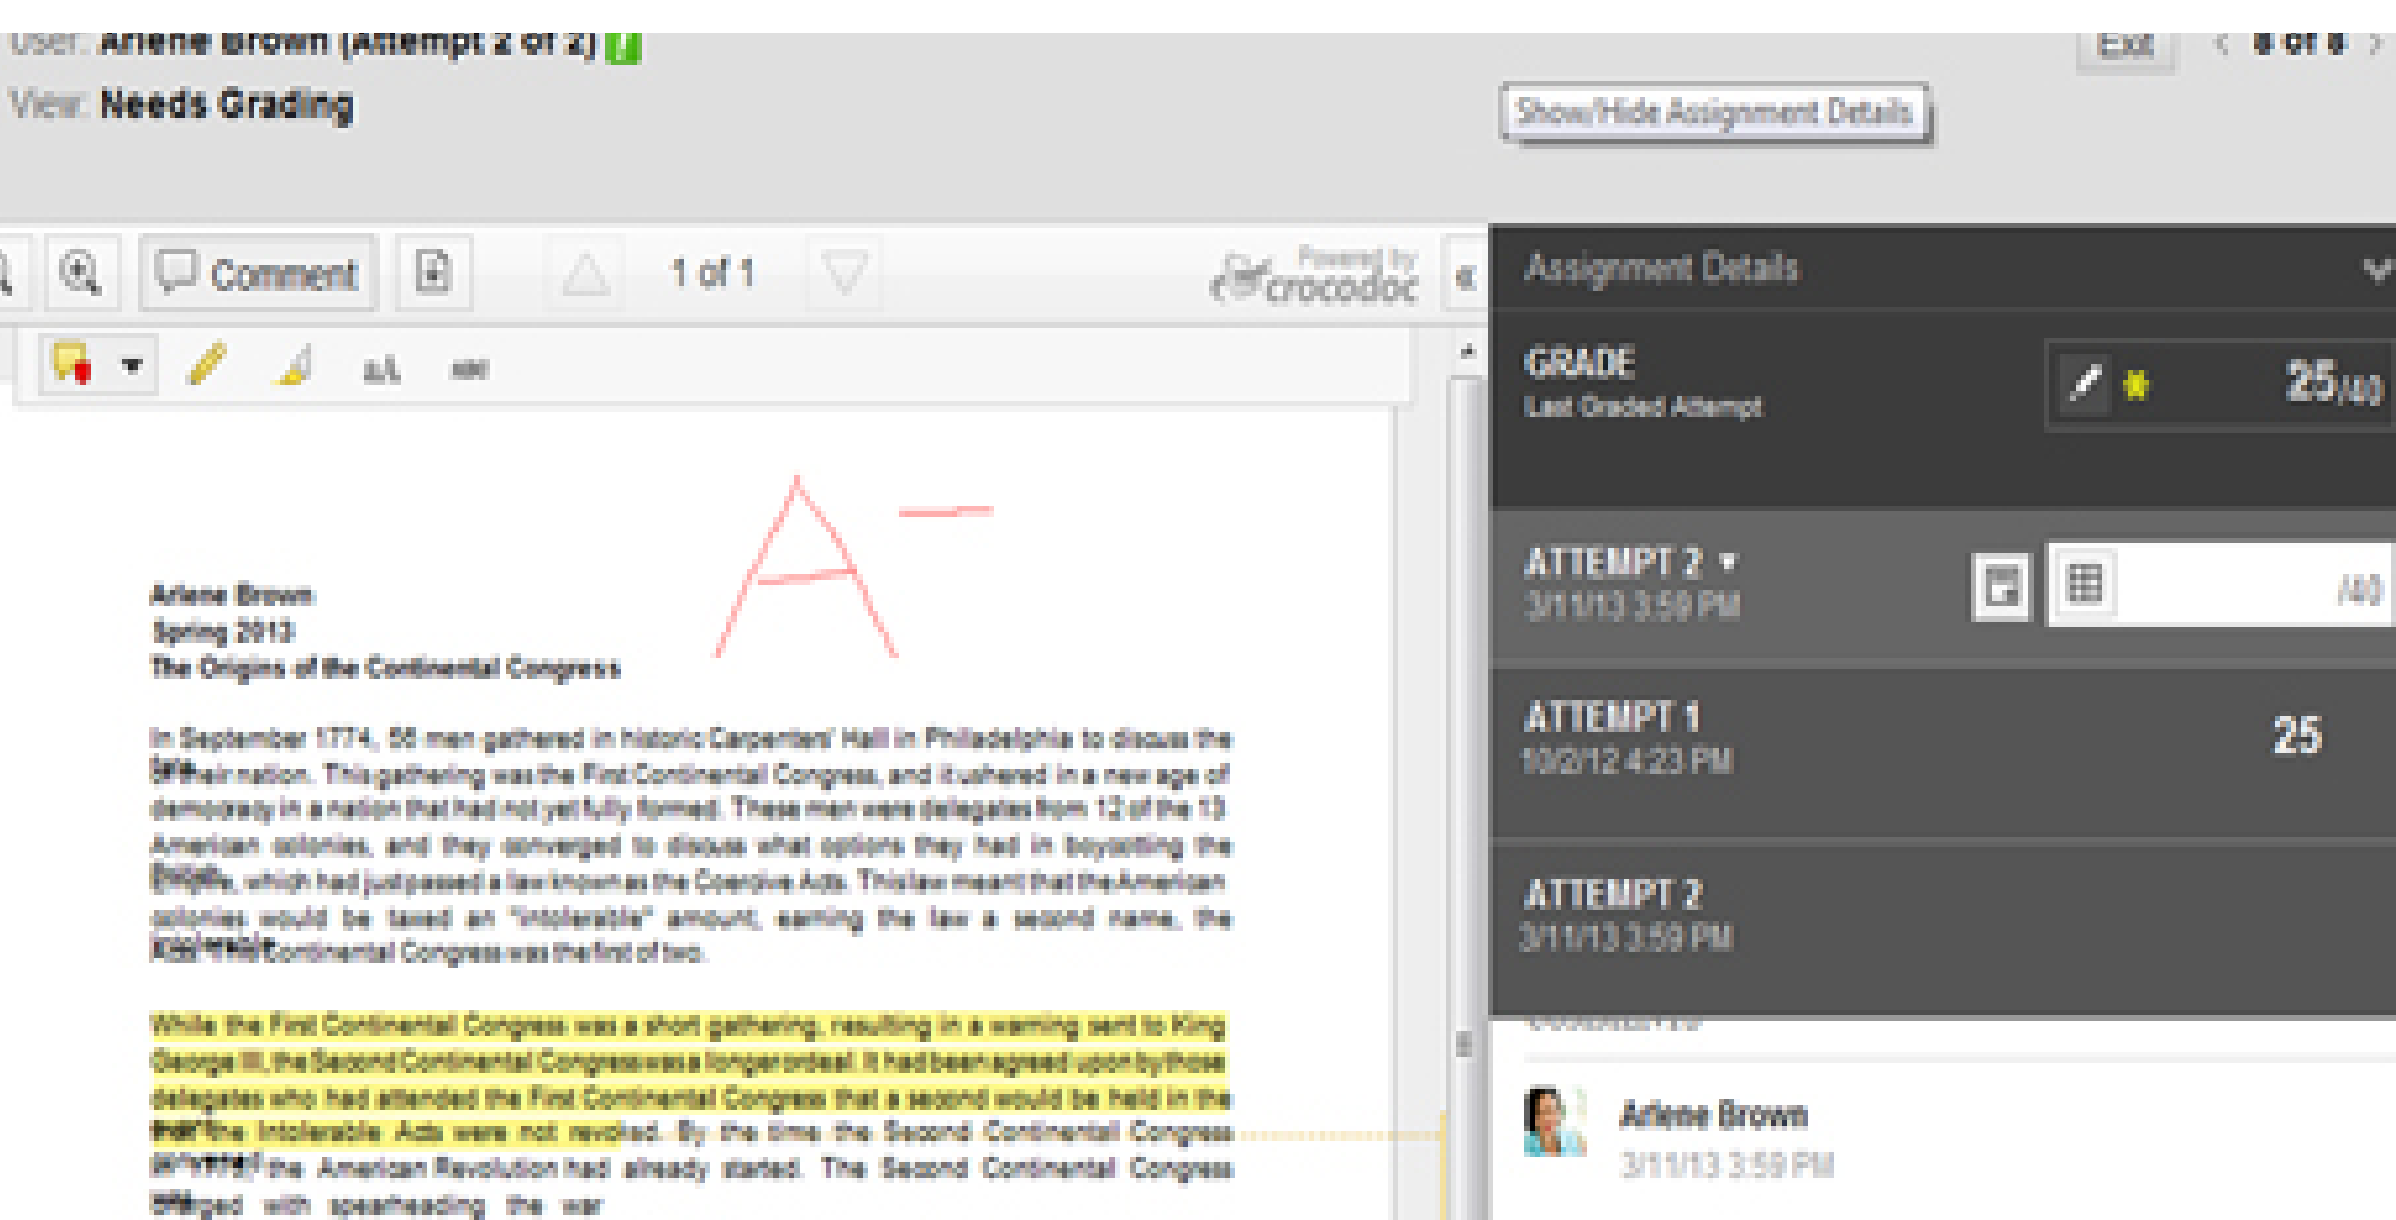 User: Arlene Brown (Attempt 2 of 2)
View: Needs Grading
Exit
8 of 8
Show/Hide Assignment Details
Comment
1 of 1
Powered by
crocodoc
A-
Arlene Brown
Spring 2013
The Origins of the Continental Congress
In September 1774, 56 men gathered in historic Carpenters' Hall in Philadelphia to discuss the
their nation. This gathering was the First Continental Congress, and it ushered in a new age of
democracy in a nation that had not yet fully formed. These men were delegates from 12 of the 13
American colonies, and they converged to discuss what options they had in boycotting the
, which had just passed a law known as the Coercive Acts. This law meant that the American
colonies would be taxed an "intolerable" amount, earning the law a second name, the
Continental Congress was the first of two.
While the First Continental Congress was a short gathering, resulting in a warning sent to King
George III, the Second Continental Congress was a longer ordeal. It had been agreed upon by those
delegates who had attended the First Continental Congress that a second would be held in the
the Intolerable Acts were not revoked. By the time the Second Continental Congress
the American Revolution had already started. The Second Continental Congress
with spearheading the war
Assignment Details
GRADE
Last Graded Attempt
25/40
ATTEMPT 2
3/11/13 3:59 PM
/40
ATTEMPT 1
10/2/12 4:23 PM
25
ATTEMPT 2
3/11/13 3:59 PM
Arlene Brown
3/11/13 3:59 PM